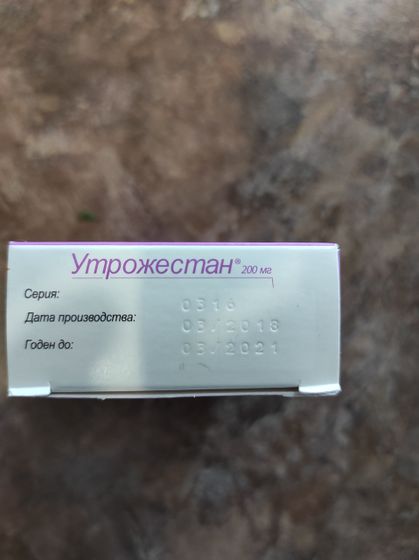 Утрожестан® 200 мг
Серия: 0316
Дата производства: 03/2018
Годен до: 03/2021